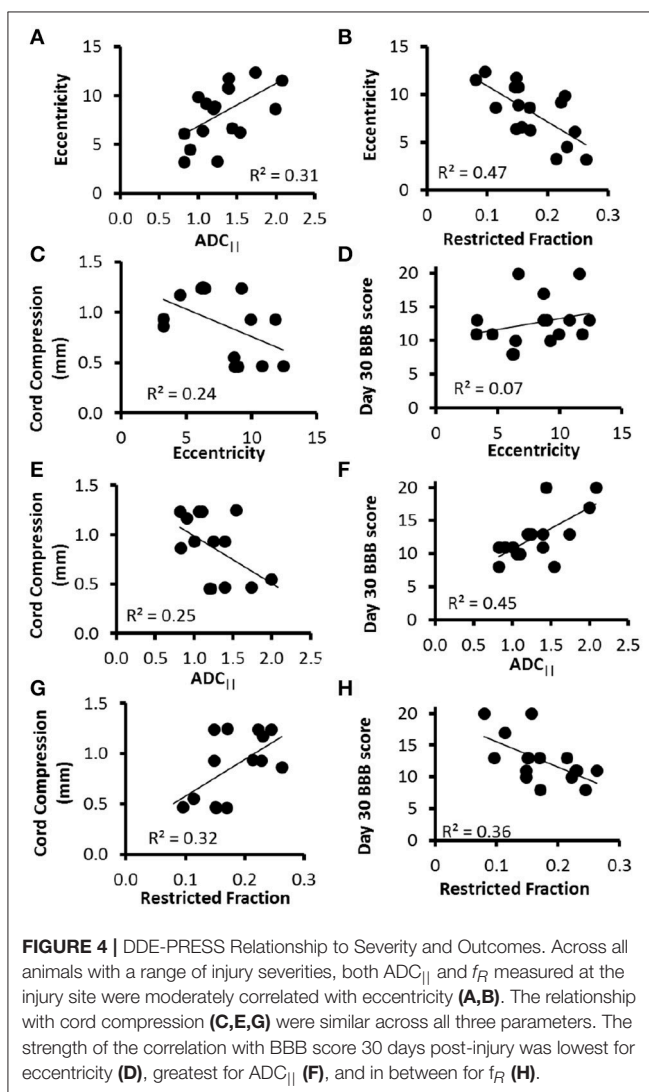 A
Eccentricity
15
10
5
0
0.0 0.5 1.0 1.5 2.0 2.5
ADC||
R² = 0.31
B
Eccentricity
15
10
5
0
0 0.1 0.2 0.3
Restricted Fraction
R² = 0.47
C
Cord Compression
(mm)
1.5
1.0
0.5
0.0
0 5 10 15
Eccentricity
R² = 0.24
D
Day 30 BBB score
20
15
10
5
0
0 5 10 15
Eccentricity
R² = 0.07
E
Cord Compression
(mm)
1.5
1.0
0.5
0.0
0.0 0.5 1.0 1.5 2.0 2.5
ADC||
R² = 0.25
F
Day 30 BBB score
20
15
10
5
0
0.0 0.5 1.0 1.5 2.0 2.5
ADC||
R² = 0.45
G
Cord Compression
(mm)
1.5
1.0
0.5
0.0
0.0 0.1 0.2 0.3
Restricted Fraction
R² = 0.32
H
Day 30 BBB score
20
15
10
5
0
0 0.1 0.2 0.3
Restricted Fraction
R² = 0.36
FIGURE 4 | DDE-PRESS Relationship to Severity and Outcomes. Across all
animals with a range of injury severities, both ADC|| and fR measured at the
injury site were moderately correlated with eccentricity (A,B). The relationship
with cord compression (C,E,G) were similar across all three parameters. The
strength of the correlation with BBB score 30 days post-injury was lowest for
eccentricity (D), greatest for ADC|| (F), and in between for fR (H).